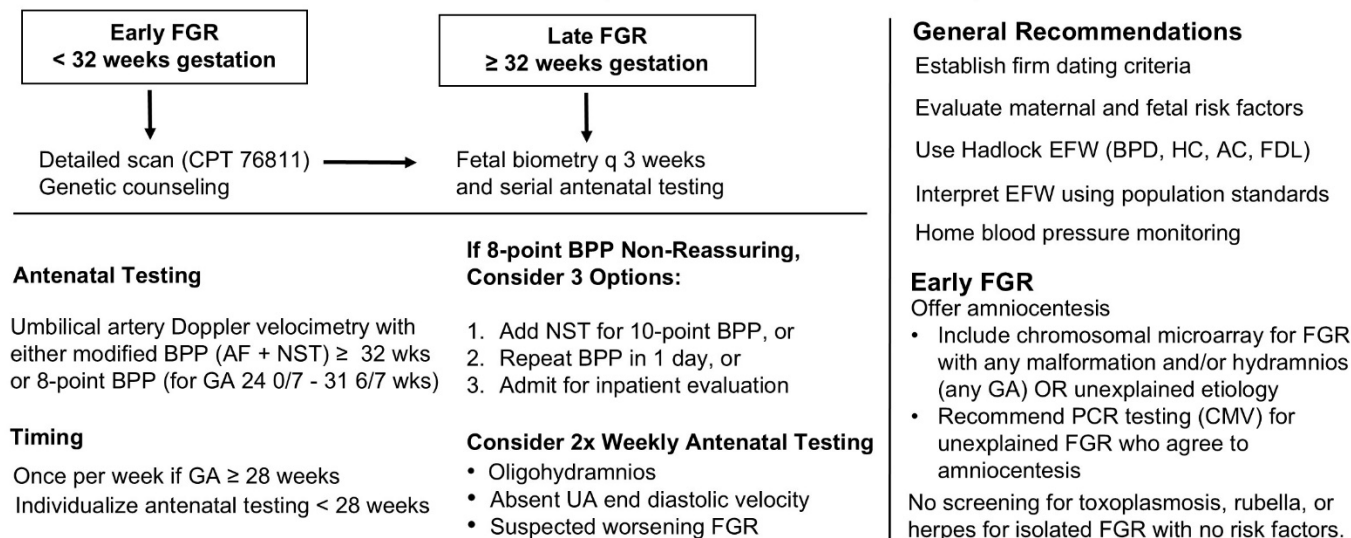 Early FGR
< 32 weeks gestation
Late FGR
≥ 32 weeks gestation
Detailed scan (CPT 76811)
Genetic counseling
Fetal biometry q 3 weeks
and serial antenatal testing
Antenatal Testing
Umbilical artery Doppler velocimetry with
either modified BPP (AF + NST) ≥ 32 wks
or 8-point BPP (for GA 24 0/7 - 31 6/7 wks)
Timing
Once per week if GA ≥ 28 weeks
Individualize antenatal testing < 28 weeks
If 8-point BPP Non-Reassuring,
Consider 3 Options:
1. Add NST for 10-point BPP, or
2. Repeat BPP in 1 day, or
3. Admit for inpatient evaluation
Consider 2x Weekly Antenatal Testing
• Oligohydramnios
• Absent UA end diastolic velocity
• Suspected worsening FGR
General Recommendations
Establish firm dating criteria
Evaluate maternal and fetal risk factors
Use Hadlock EFW (BPD, HC, AC, FDL)
Interpret EFW using population standards
Home blood pressure monitoring
Early FGR
Offer amniocentesis
• Include chromosomal microarray for FGR
with any malformation and/or hydramnios
(any GA) OR unexplained etiology
• Recommend PCR testing (CMV) for
unexplained FGR who agree to
amniocentesis
No screening for toxoplasmosis, rubella, or
herpes for isolated FGR with no risk factors.